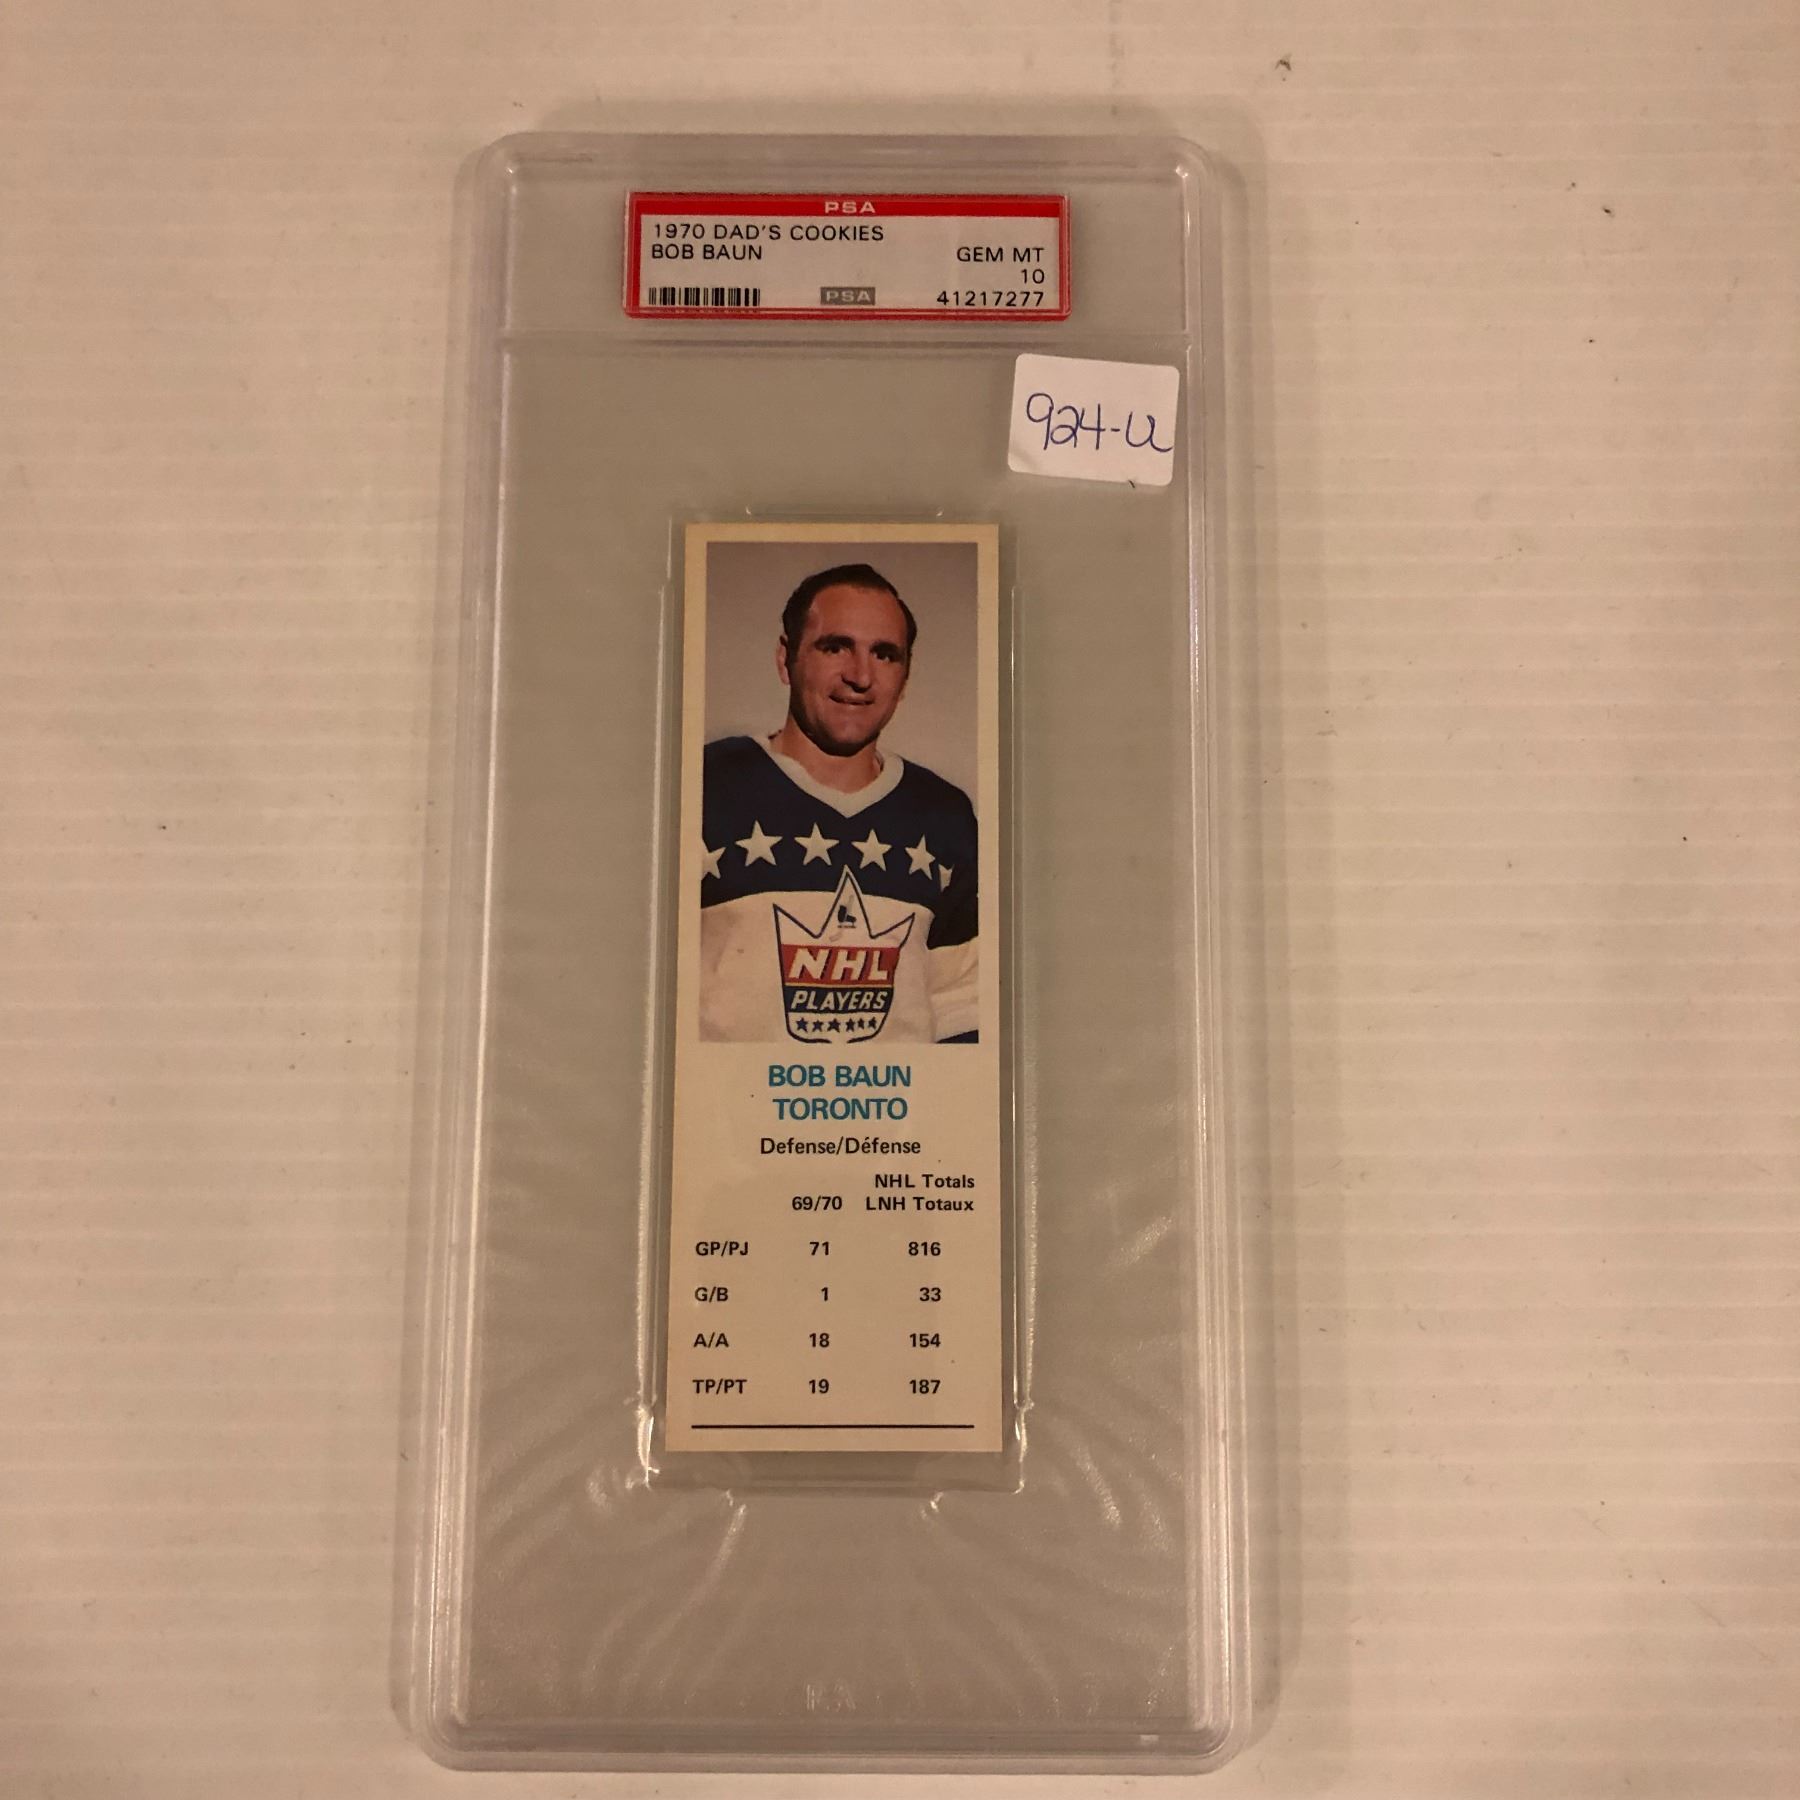 PSA
1970 DAD'S COOKIES
BOB BAUN
GEM MT
10
PSA
41217277
924-U
NHL
PLAYERS
BOB BAUN
TORONTO
Defense/Défense
NHL Totals
69/70 LNH Totaux
GP/PJ 71 816
G/B 1 33
A/A 18 154
TP/PT 19 187